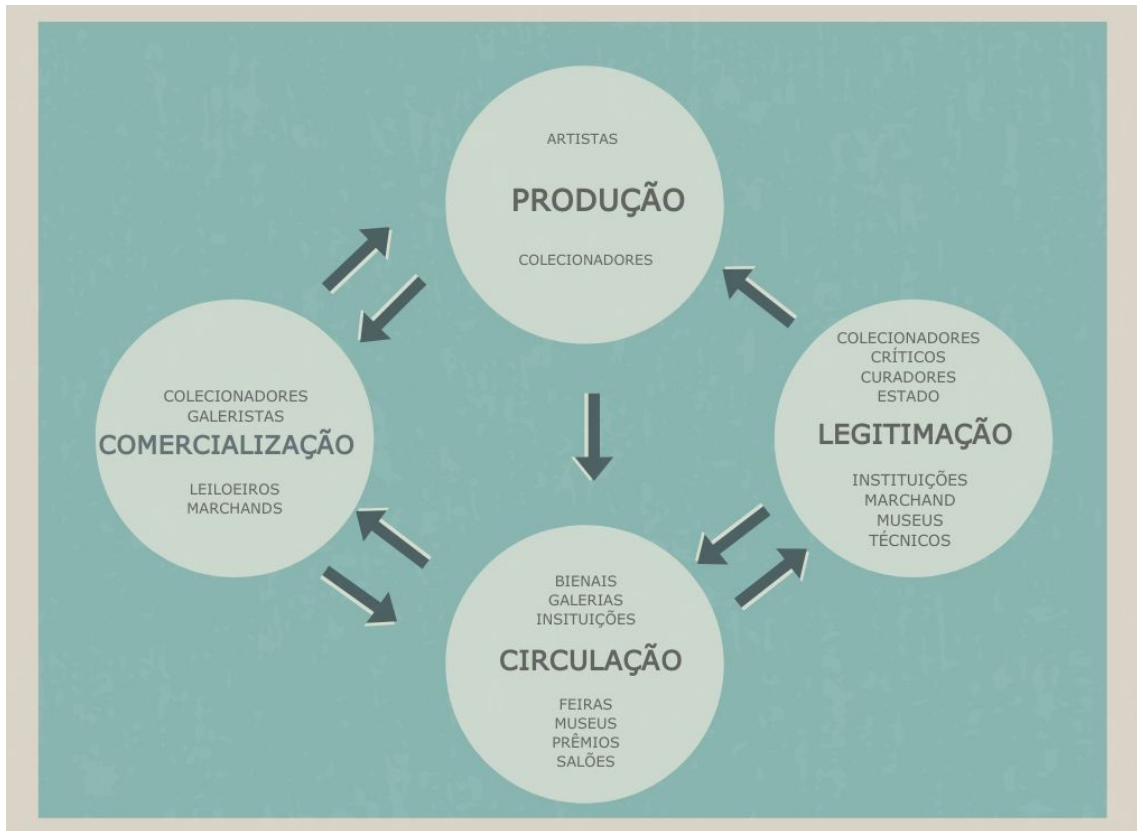 ARTISTAS
PRODUÇÃO
COLECIONADORES
COLECIONADORES
GALERISTAS
COMERCIALIZAÇÃO
LEILOEIROS
MARCHANDS
COLECIONADORES
CRÍTICOS
CURADORES
ESTADO
LEGITIMAÇÃO
INSTITUIÇÕES
MARCHAND
MUSEUS
TÉCNICOS
BIENAIS
GALERIAS
INSITUIÇÕES
CIRCULAÇÃO
FEIRAS
MUSEUS
PRÊMIOS
SALÕES